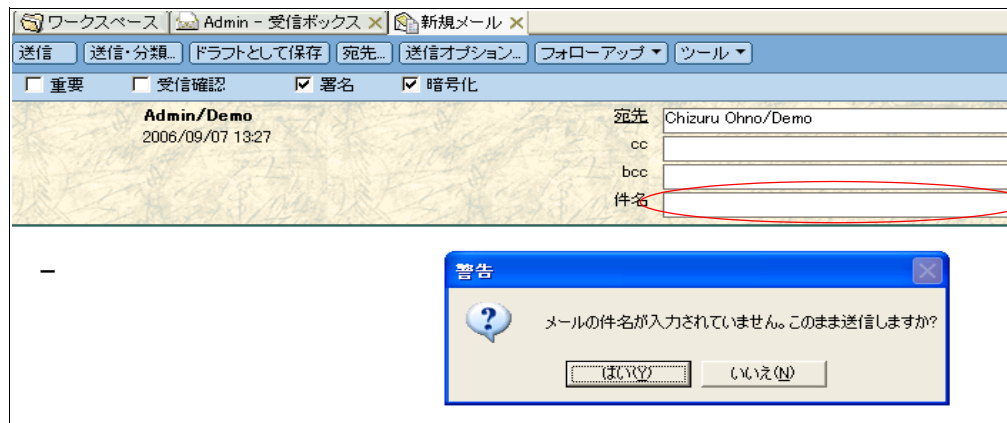 ワークスペース Admin - 受信ボックス 新規メール
送信 送信・分類... ドラフトとして保存 宛先... 送信オプション... フォローアップ ツール
重要 受信確認 署名 暗号化
Admin/Demo
2006/09/07 13:27
宛先 Chizuru Ohno/Demo
cc
bcc
件名
警告
メールの件名が入力されていません。このまま送信しますか?
はい(Y) いいえ(N)